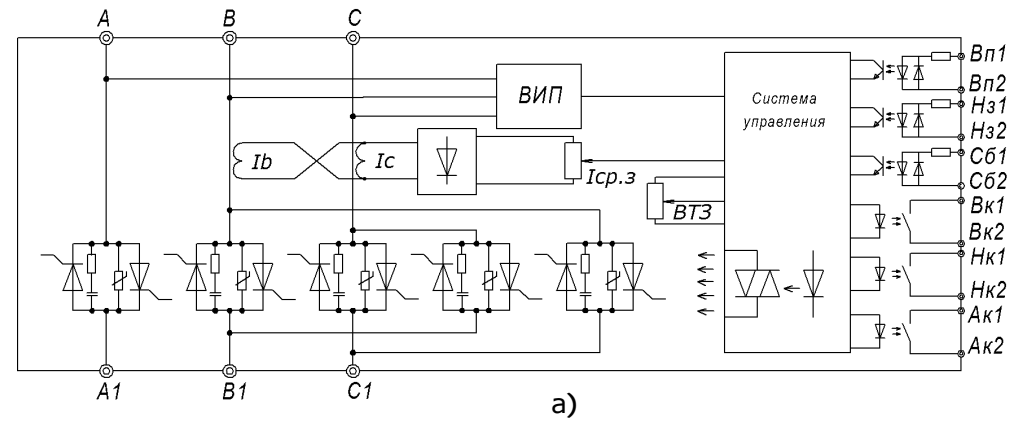 A B C
Вп1
Вп2
Нз1
Нз2
Сб1
Сб2
Вк1
Вк2
Нк1
Нк2
Ак1
Ак2
ВИП
Система
управления
Ib
Ic
Iср.з
ВТЗ
A1 B1 C1
а)